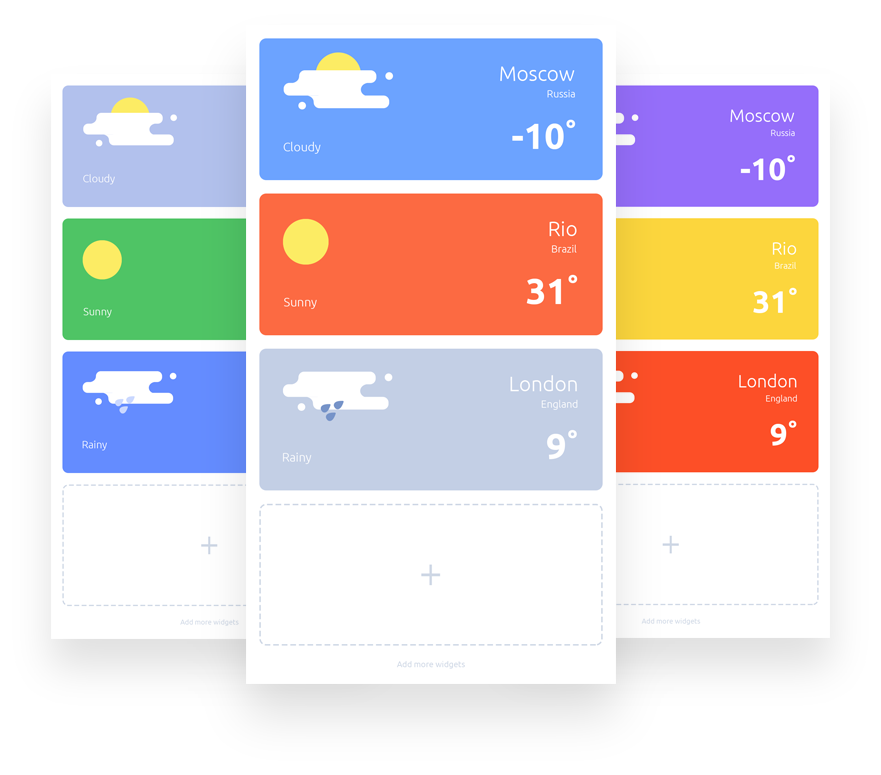 Cloudy
Sunny
Rainy
Add more widgets
Moscow
Russia
-10°
Cloudy
Rio
Brazil
31°
Sunny
London
England
9°
Rainy
Add more widgets
Moscow
Russia
-10°
Rio
Brazil
31°
London
England
9°
Add more widgets